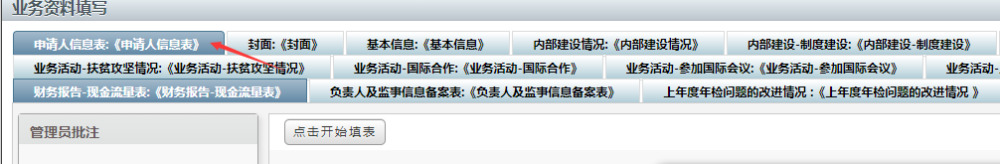 业务资料填写
申请人信息表:《申请人信息表》 封面:《封面》 基本信息:《基本信息》 内部建设情况:《内部建设情况》 内部建设-制度建设:《内部建设-制度建设》
业务活动-扶贫攻坚情况:《业务活动-扶贫攻坚情况》 业务活动-国际合作:《业务活动-国际合作》 业务活动-参加国际会议:《业务活动-参加国际会议》 业务活动-
财务报告-现金流量表:《财务报告-现金流量表》 负责人及监事信息备案表:《负责人及监事信息备案表》 上年度年检问题的改进情况 :《上年度年检问题的改进情况 》
管理员批注 点击开始填表